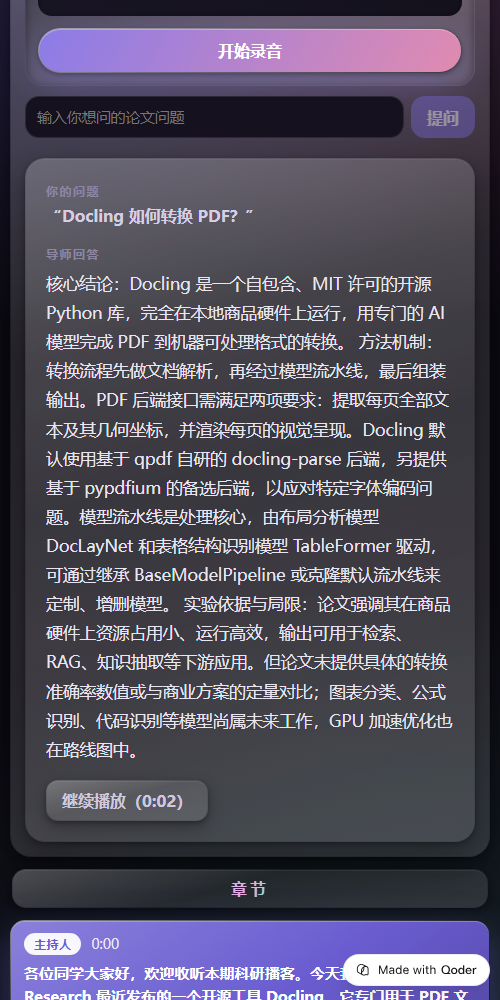 开始录音
输入你想问的论文问题
提问
你的问题
“Docling 如何转换 PDF？”
导师回答
核心结论：Docling 是一个自包含、MIT 许可的开源
Python 库，完全在本地商品硬件上运行，用专门的 AI
模型完成 PDF 到机器可处理格式的转换。 方法机制：
转换流程先做文档解析，再经过模型流水线，最后组装
输出。PDF 后端接口需满足两项要求：提取每页全部文
本及其几何坐标，并渲染每页的视觉呈现。Docling 默
认使用基于 qpdf 自研的 docling-parse 后端，另提供
基于 pypdfium 的备选后端，以应对特定字体编码问
题。模型流水线是处理核心，由布局分析模型
DocLayNet 和表格结构识别模型 TableFormer 驱动，
可通过继承 BaseModelPipeline 或克隆默认流水线来
定制、增删模型。 实验依据与局限：论文强调其在商品
硬件上资源占用小、运行高效，输出可用于检索、
RAG、知识抽取等下游应用。但论文未提供具体的转换
准确率数值或与商业方案的定量对比；图表分类、公式
识别、代码识别等模型尚属未来工作，GPU 加速优化也
在路线图中。
继续播放（0:02）
章节
主持人 0:00
各位同学大家好，欢迎收听本期科研播客。今天
Made with Qoder
Research 最近发布的一个开源工具 Docling，它专门用于 PDF 文